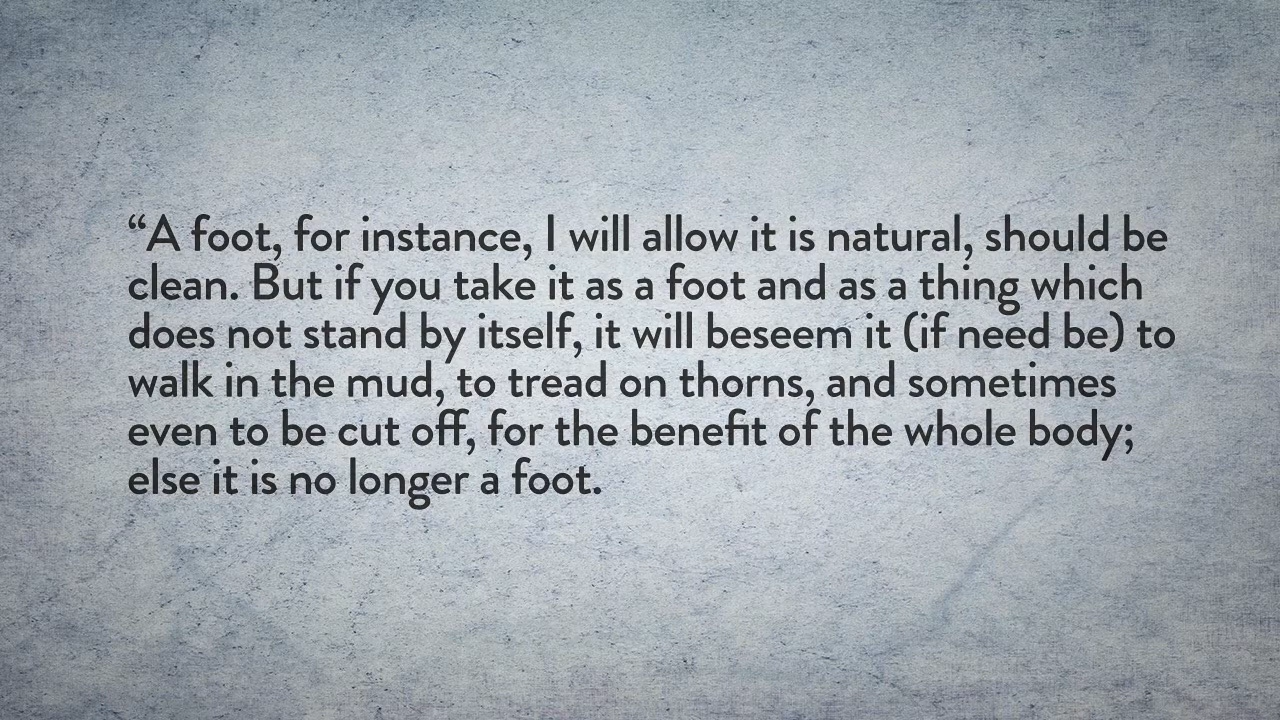 “A foot, for instance, I will allow it is natural, should be
clean. But if you take it as a foot and as a thing which
does not stand by itself, it will beseem it (if need be) to
walk in the mud, to tread on thorns, and sometimes
even to be cut off, for the benefit of the whole body;
else it is no longer a foot.